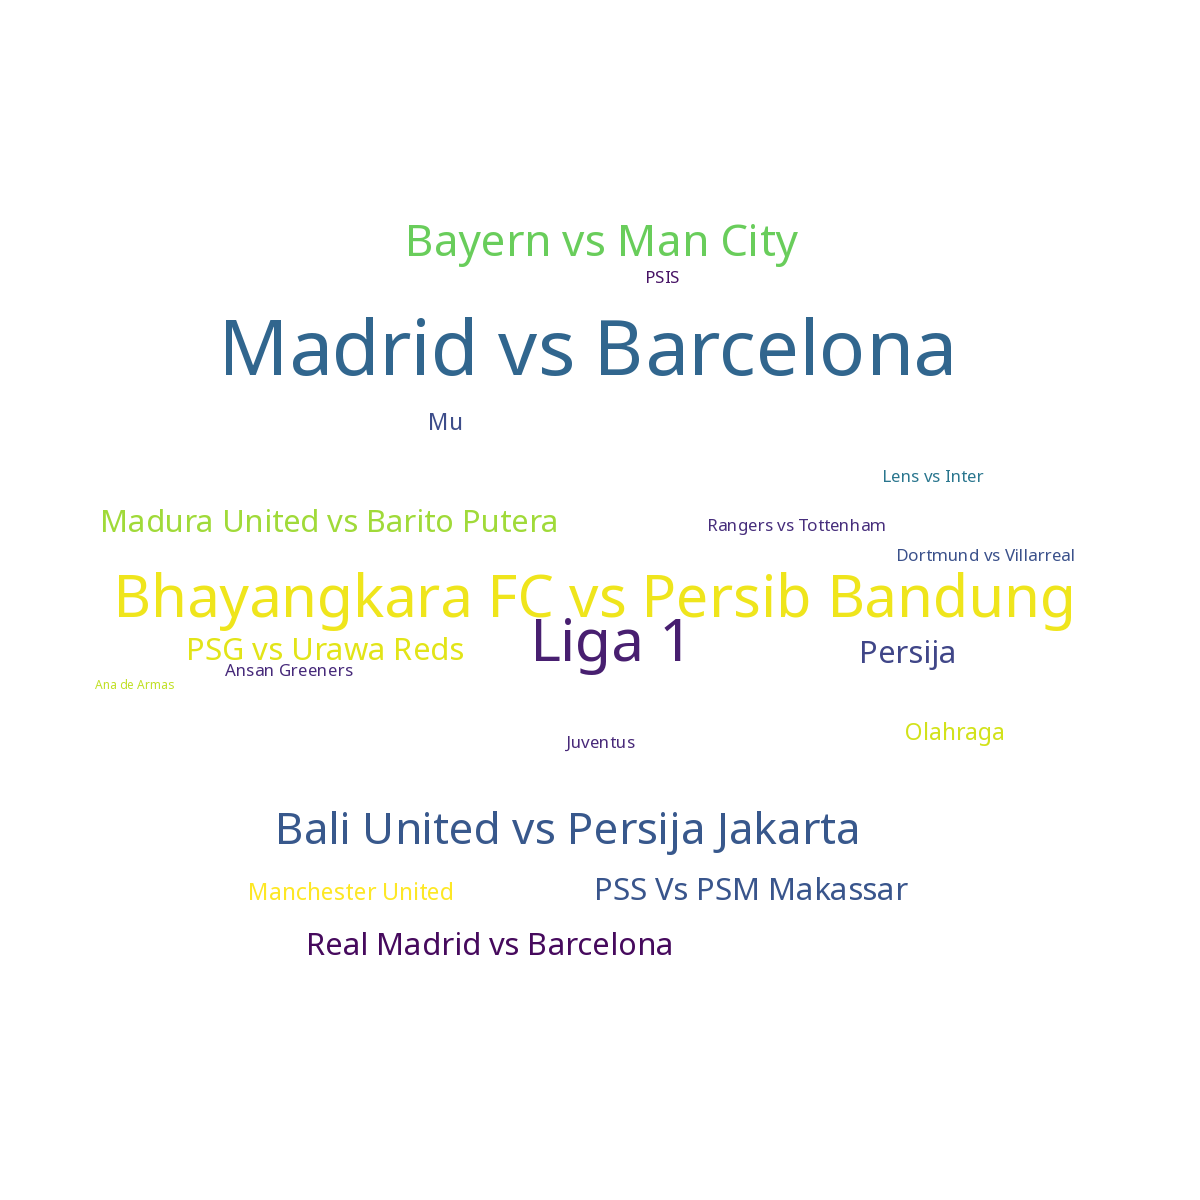 Bayern vs Man City
PSIS
Madrid vs Barcelona
Mu
Lens vs Inter
Madura United vs Barito Putera
Rangers vs Tottenham
Dortmund vs Villarreal
Bhayangkara FC vs Persib Bandung
Liga 1
PSG vs Urawa Reds
Persija
Ansan Greeners
Ana de Armas
Olahraga
Juventus
Bali United vs Persija Jakarta
Manchester United
PSS Vs PSM Makassar
Real Madrid vs Barcelona